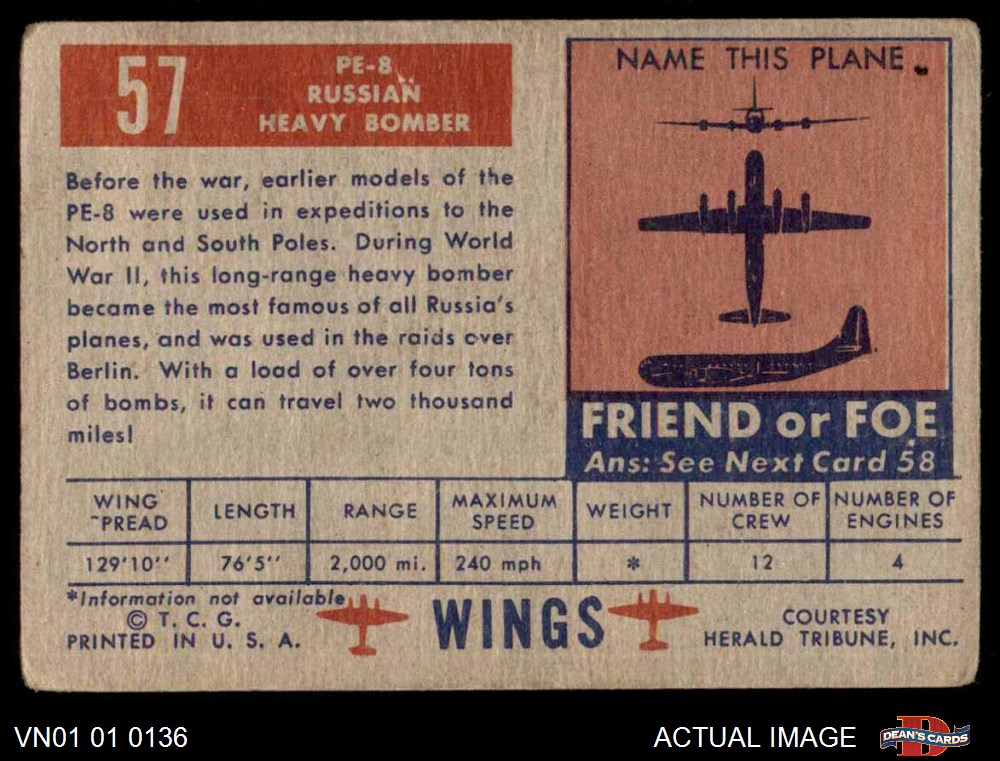 57
PE-8
RUSSIAN
HEAVY BOMBER
Before the war, earlier models of the
PE-8 were used in expeditions to the
North and South Poles. During World
War II, this long-range heavy bomber
became the most famous of all Russia's
planes, and was used in the raids over
Berlin. With a load of over four tons
of bombs, it can travel two thousand
miles!
NAME THIS PLANE
FRIEND or FOE
Ans: See Next Card 58
WING LENGTH RANGE MAXIMUM WEIGHT NUMBER OF NUMBER OF
PREAD SPEED CREW ENGINES
129'10'' 76'5'' 2,000 mi. 240 mph * 12 4
*Information not available
© T. C. G.
PRINTED IN U. S. A.
WINGS
COURTESY
HERALD TRIBUNE, INC.
VN01 01 0136
ACTUAL IMAGE
DEAN'S CARDS